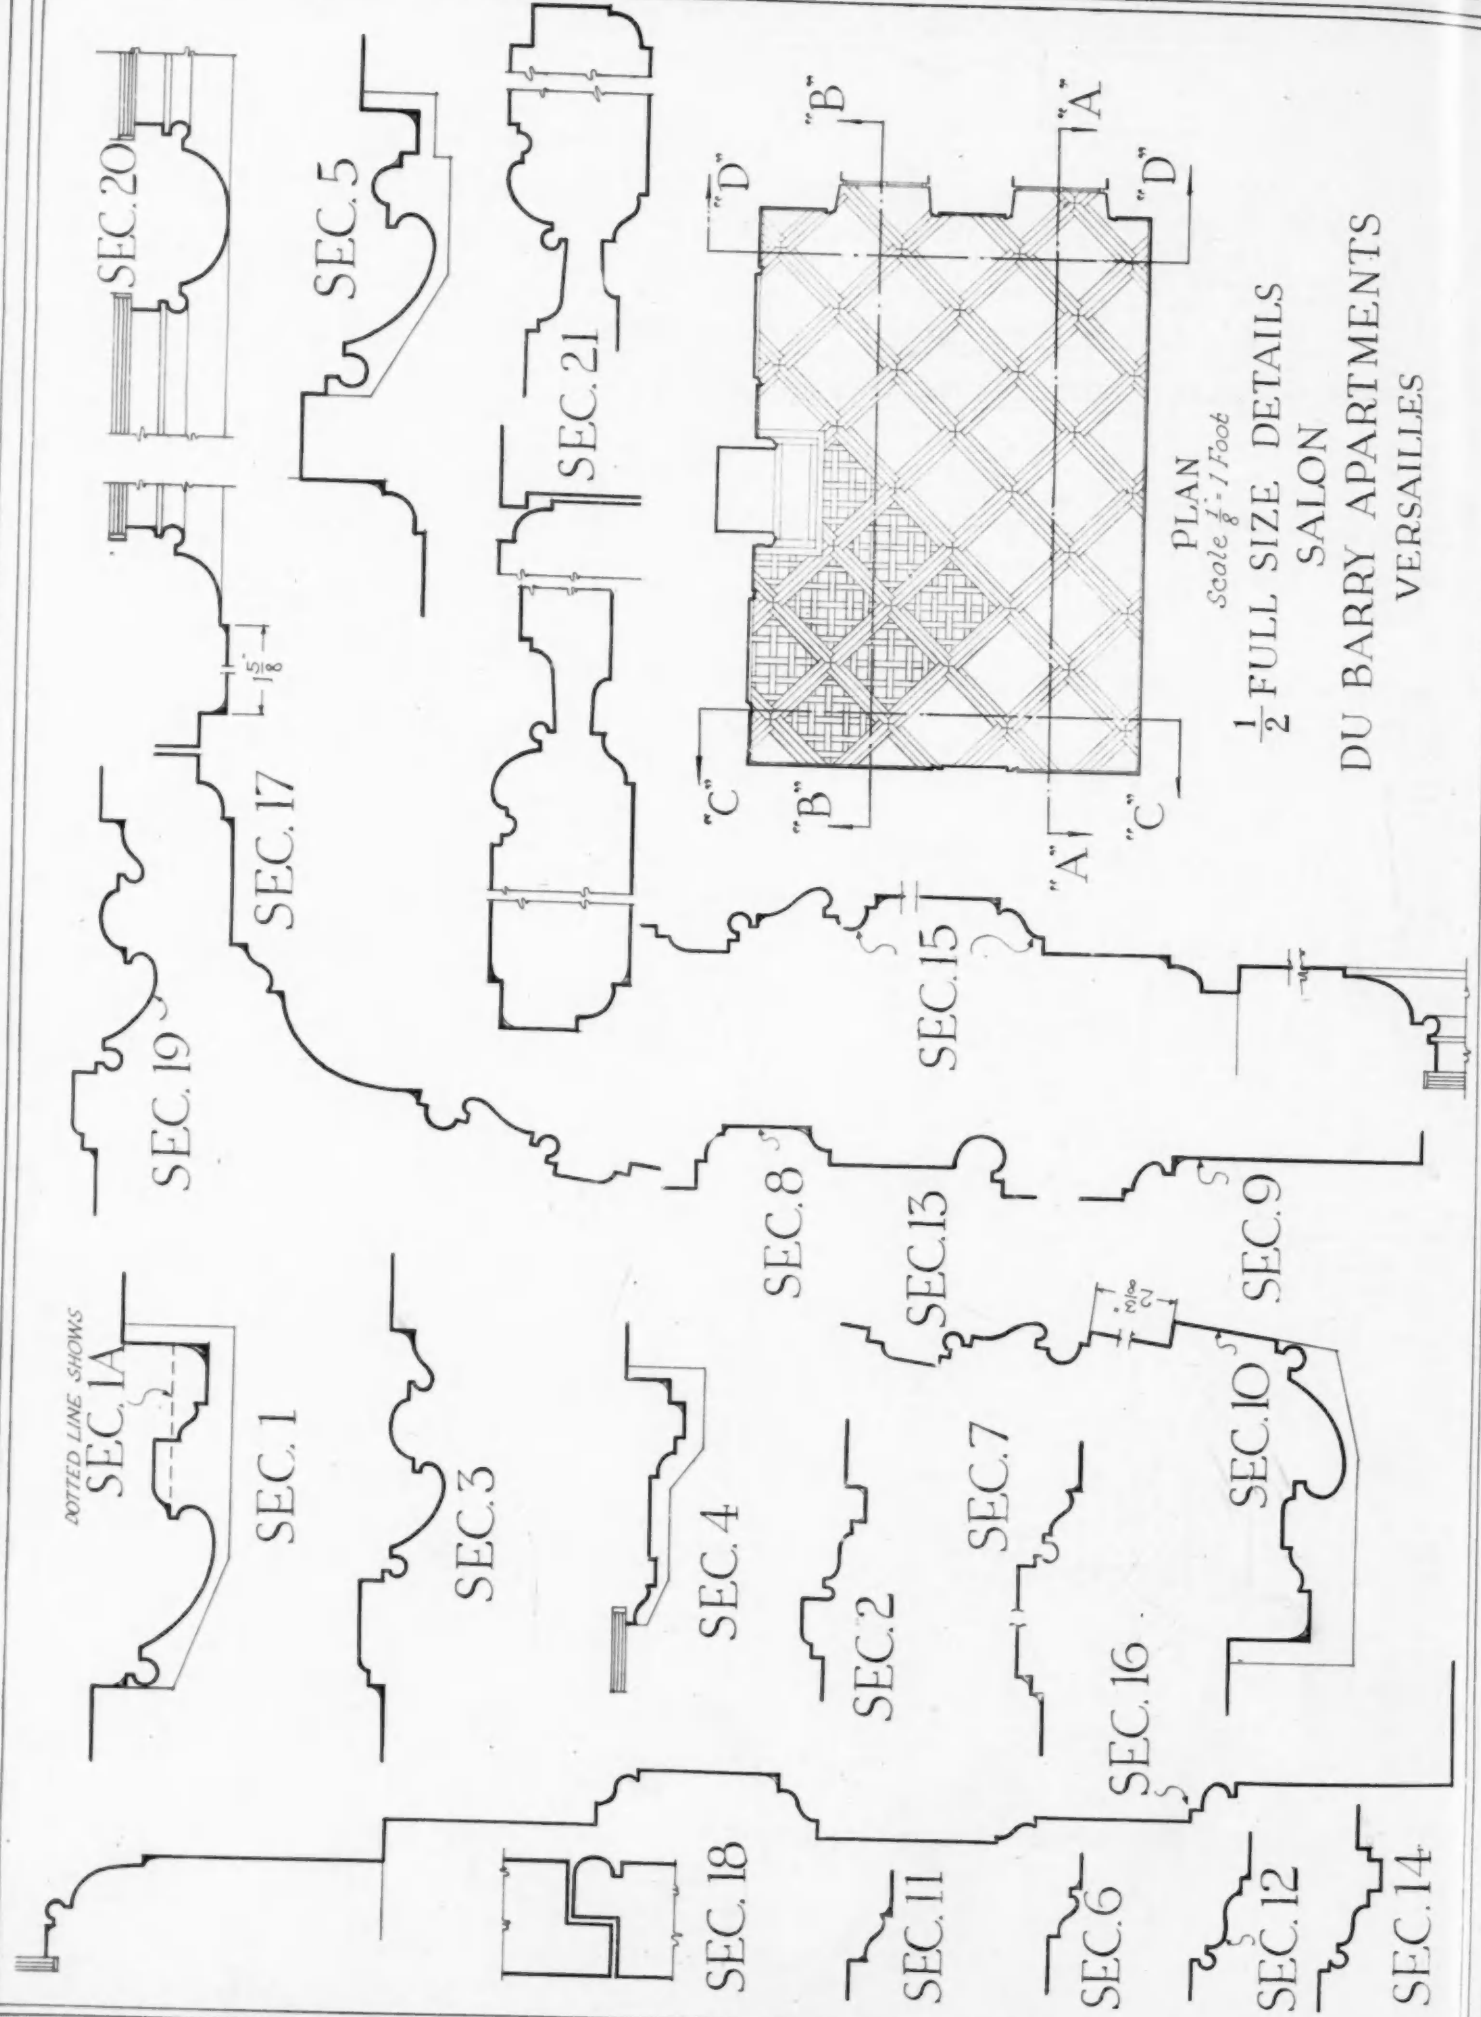 DOTTED LINE SHOWS
SEC. 1A
SEC. 1
SEC. 19
SEC. 17
1 5/8"
SEC. 20
SEC. 5
SEC. 3
SEC. 21
SEC. 18
SEC. 4
SEC. 8
SEC. 15
SEC. 11
SEC. 2
SEC. 13
SEC. 7
SEC. 6
SEC. 16
SEC. 9
2 3/8"
SEC. 10
SEC. 12
SEC. 14
"C"
"D"
"B"
"B"
"A"
"A"
"C"
"D"
PLAN
Scale 1/8" = 1 Foot
1/2 FULL SIZE DETAILS
SALON
DU BARRY APARTMENTS
VERSAILLES